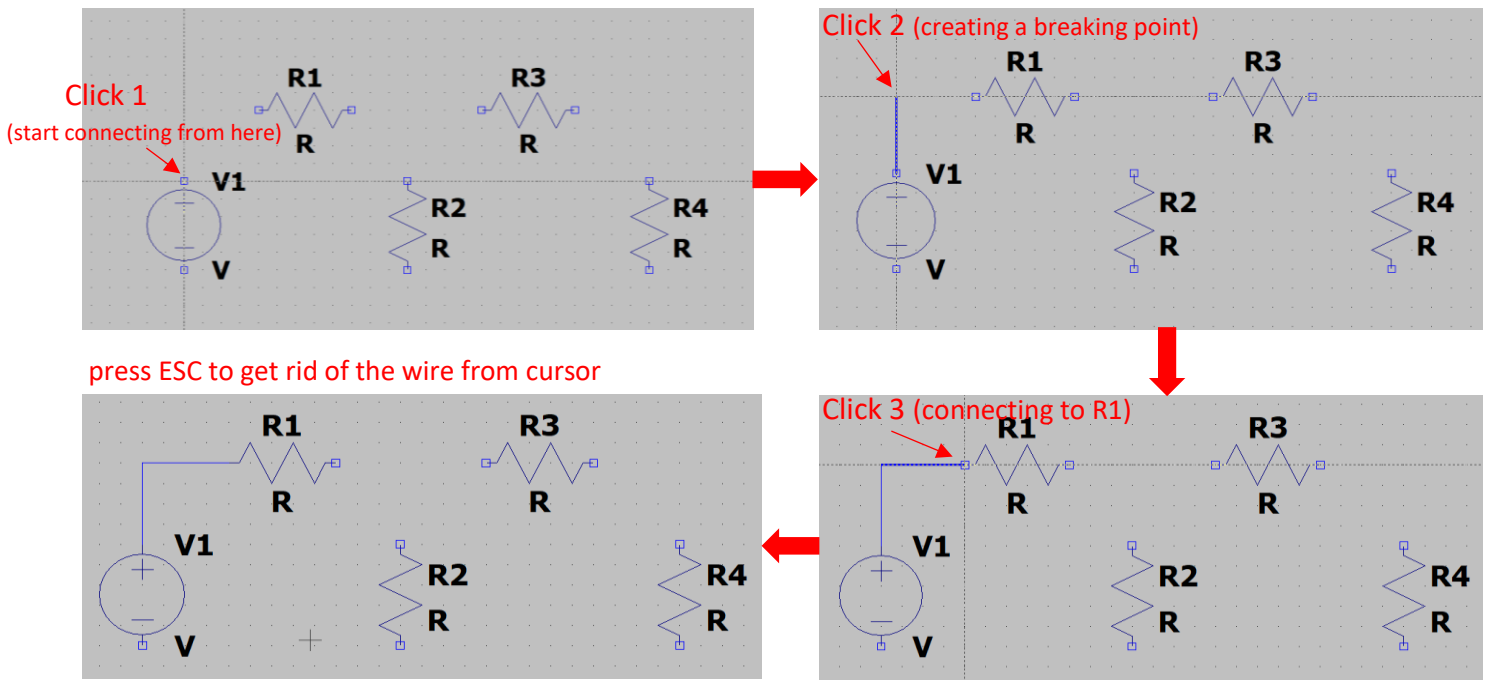 Click 1
(start connecting from here)
R1
R3
R
R
V1
R2
R4
R
R
V
Click 2 (creating a breaking point)
R1
R3
R
R
V1
R2
R4
R
R
V
press ESC to get rid of the wire from cursor
R1
R3
R
R
V1
R2
R4
R
R
V
Click 3 (connecting to R1)
R1
R3
R
R
V1
R2
R4
R
R
V